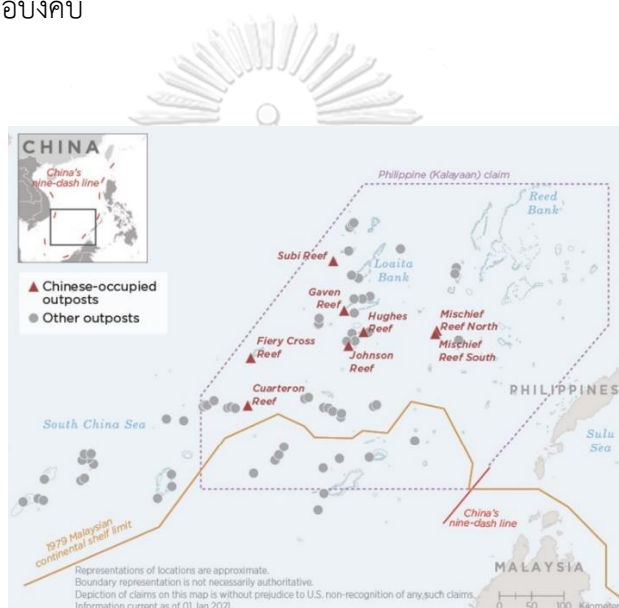 อบังคับ
CHINA
China's
nine-dash line
Chinese-occupied
outposts
Other outposts
Philippine (Kalayaan) claim
Reed
Bank
Subi Reef
Loaita
Bank
Gaven
Reef
Hughes
Reef
Mischief
Reef North
Mischief
Reef South
Fiery Cross
Reef
Johnson
Reef
Cuarteron
Reef
PHILIPPINES
South China Sea
Sulu
Sea
China's
nine-dash line
1979 Malaysian
continental shelf limit
MALAYSIA
Representations of locations are approximate.
Boundary representation is not necessarily authoritative.
Depiction of claims on this map is without prejudice to U.S. non-recognition of any such claims.
Information current as of 01 Jan 2021
0 50 100 Kilometers